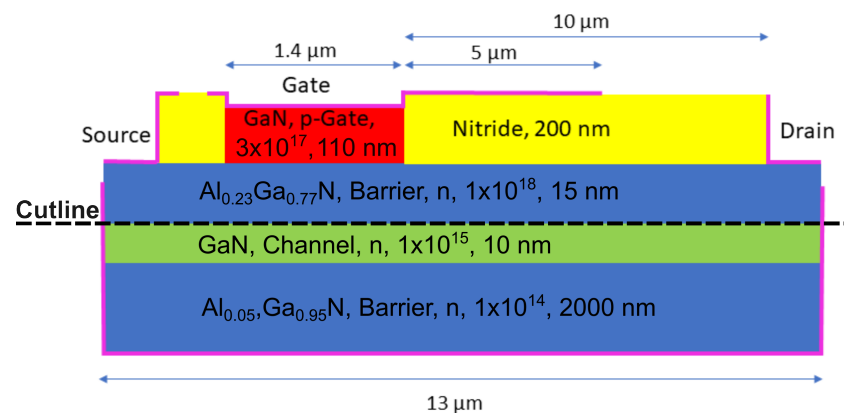 10 μm
1.4 μm
5 μm
Gate
GaN, p-Gate,
3x10¹⁷, 110 nm
Nitride, 200 nm
Source
Drain
Al₀.₂₃Ga₀.₇₇N, Barrier, n, 1x10¹⁸, 15 nm
Cutline
GaN, Channel, n, 1x10¹⁵, 10 nm
Al₀.₀₅,Ga₀.₉₅N, Barrier, n, 1x10¹⁴, 2000 nm
13 μm